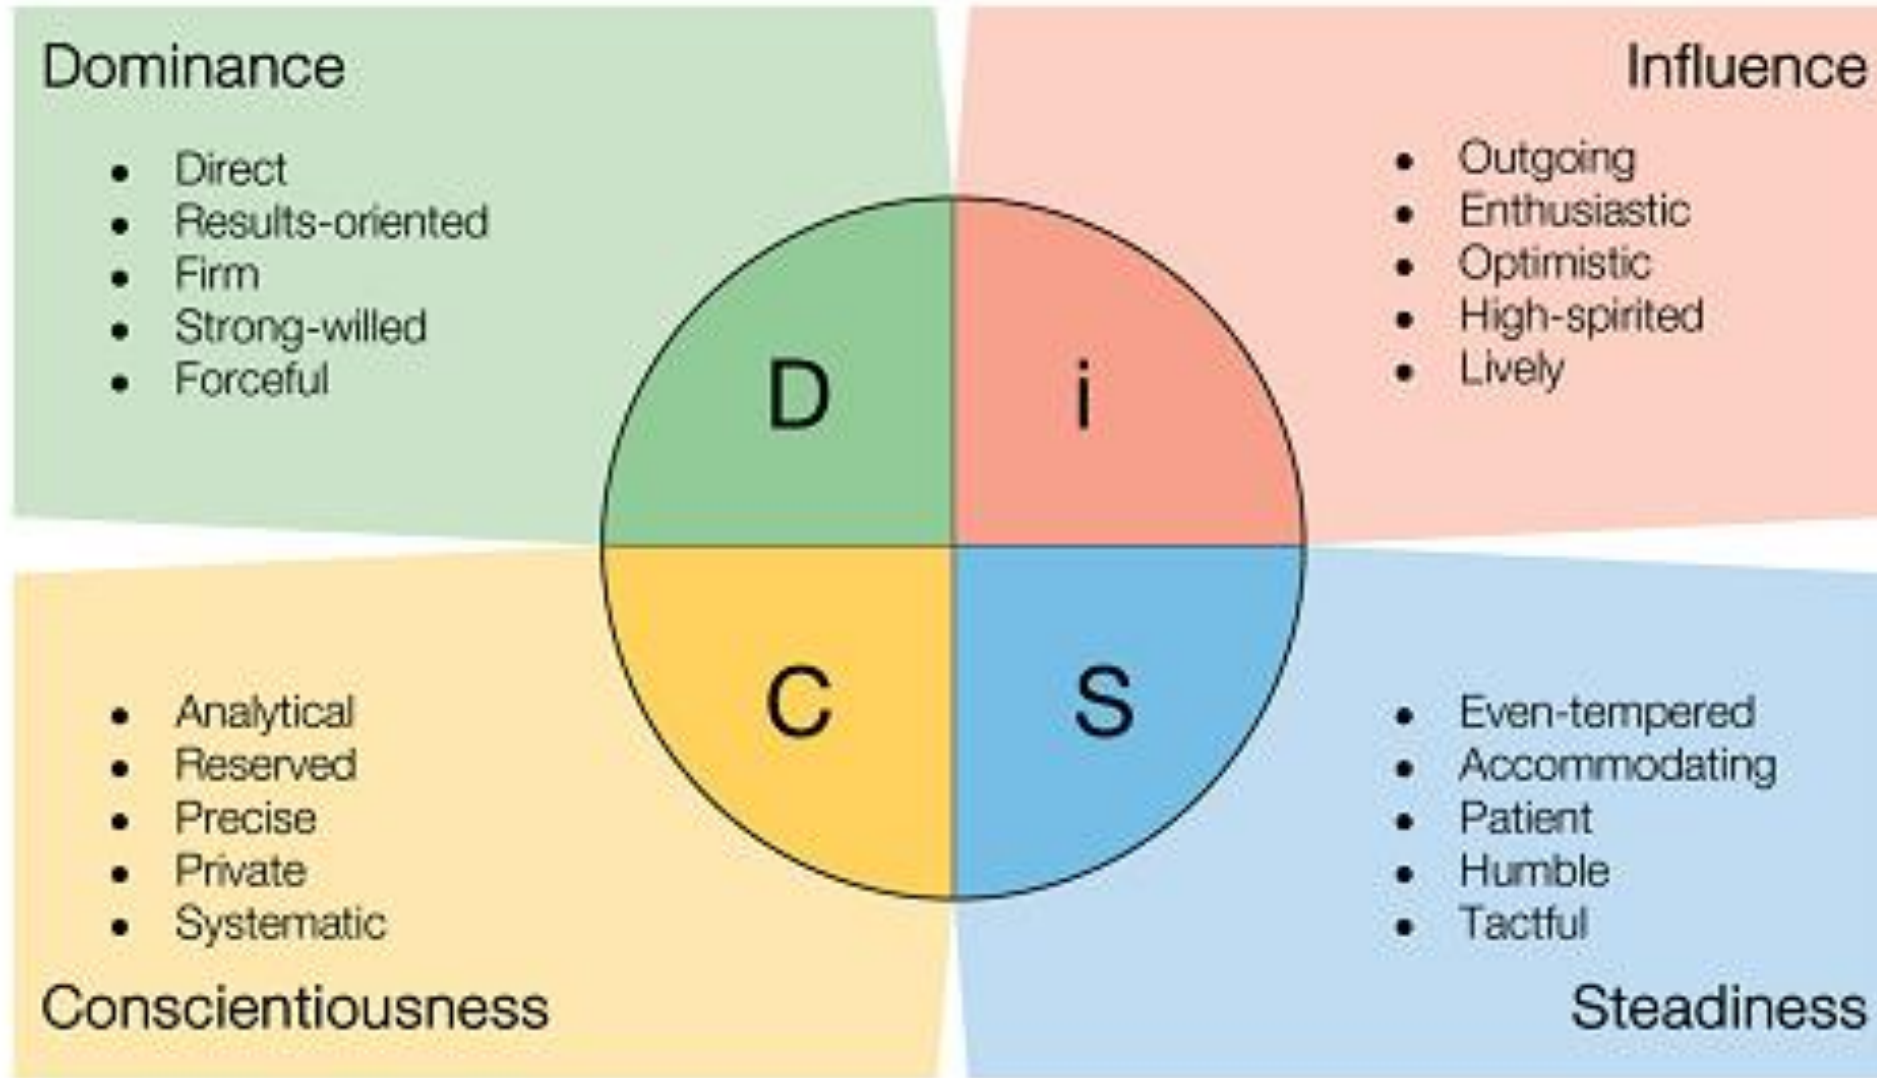 Dominance
• Direct
• Results-oriented
• Firm
• Strong-willed
• Forceful
Influence
• Outgoing
• Enthusiastic
• Optimistic
• High-spirited
• Lively
D
i
C
S
• Analytical
• Reserved
• Precise
• Private
• Systematic
Conscientiousness
• Even-tempered
• Accommodating
• Patient
• Humble
• Tactful
Steadiness